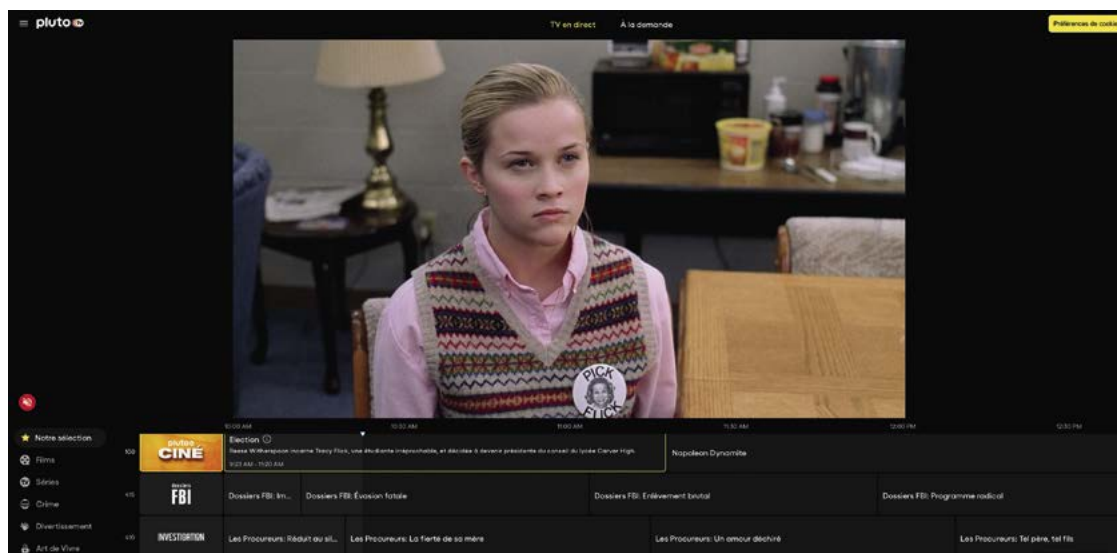 pluto tv
TV en direct
À la demande
Préférences de cookie
PICK
FLICK
10:00 AM
10:30 AM
11:00 AM
11:30 AM
12:00 PM
12:30 PM
Notre sélection
Films
Séries
Crime
Divertissement
Art de Vivre
100
pluto tv
CINÉ
Election
Reese Witherspoon incarne Tracy Flick, une étudiante irréprochable, et décidée à devenir présidente du conseil du lycée Carver High.
9:23 AM - 11:20 AM
Napoleon Dynamite
dossiers
FBI
Dossiers FBI: Im...
Dossiers FBI: Évasion fatale
Dossiers FBI: Enlèvement brutal
Dossiers FBI: Programme radical
INVESTIGATION
Les Procureurs: Réduit au sil...
Les Procureurs: La fierté de sa mère
Les Procureurs: Un amour déchiré
Les Procureurs: Tel père, tel fils